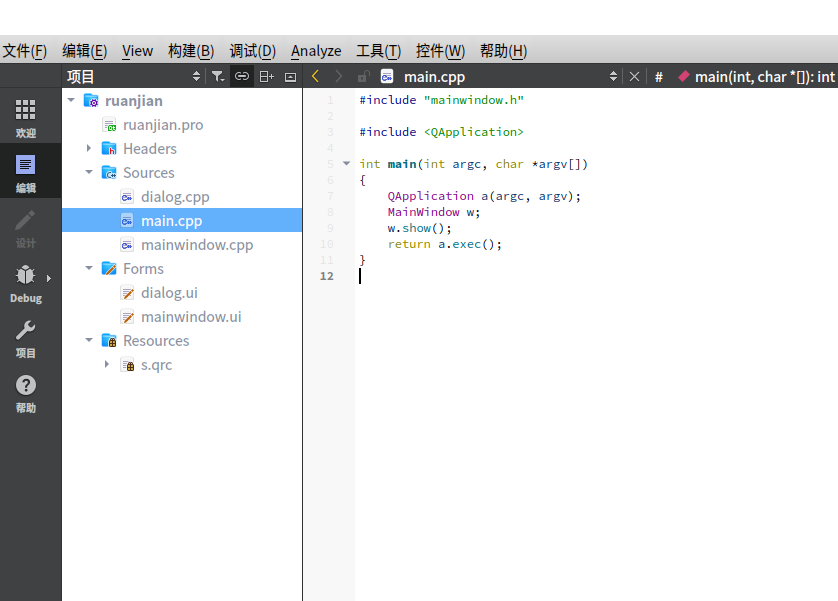 文件(F) 编辑(E) View 构建(B) 调试(D) Analyze 工具(T) 控件(W) 帮助(H)
项目 main.cpp # main(int, char *[]): int
欢迎
编辑
设计
Debug
项目
帮助
ruanjian
ruanjian.pro
Headers
Sources
dialog.cpp
main.cpp
mainwindow.cpp
Forms
dialog.ui
mainwindow.ui
Resources
s.qrc
1 #include "mainwindow.h"
2
3 #include <QApplication>
4
5 int main(int argc, char *argv[])
6 {
7 QApplication a(argc, argv);
8 MainWindow w;
9 w.show();
10 return a.exec();
11 }
12